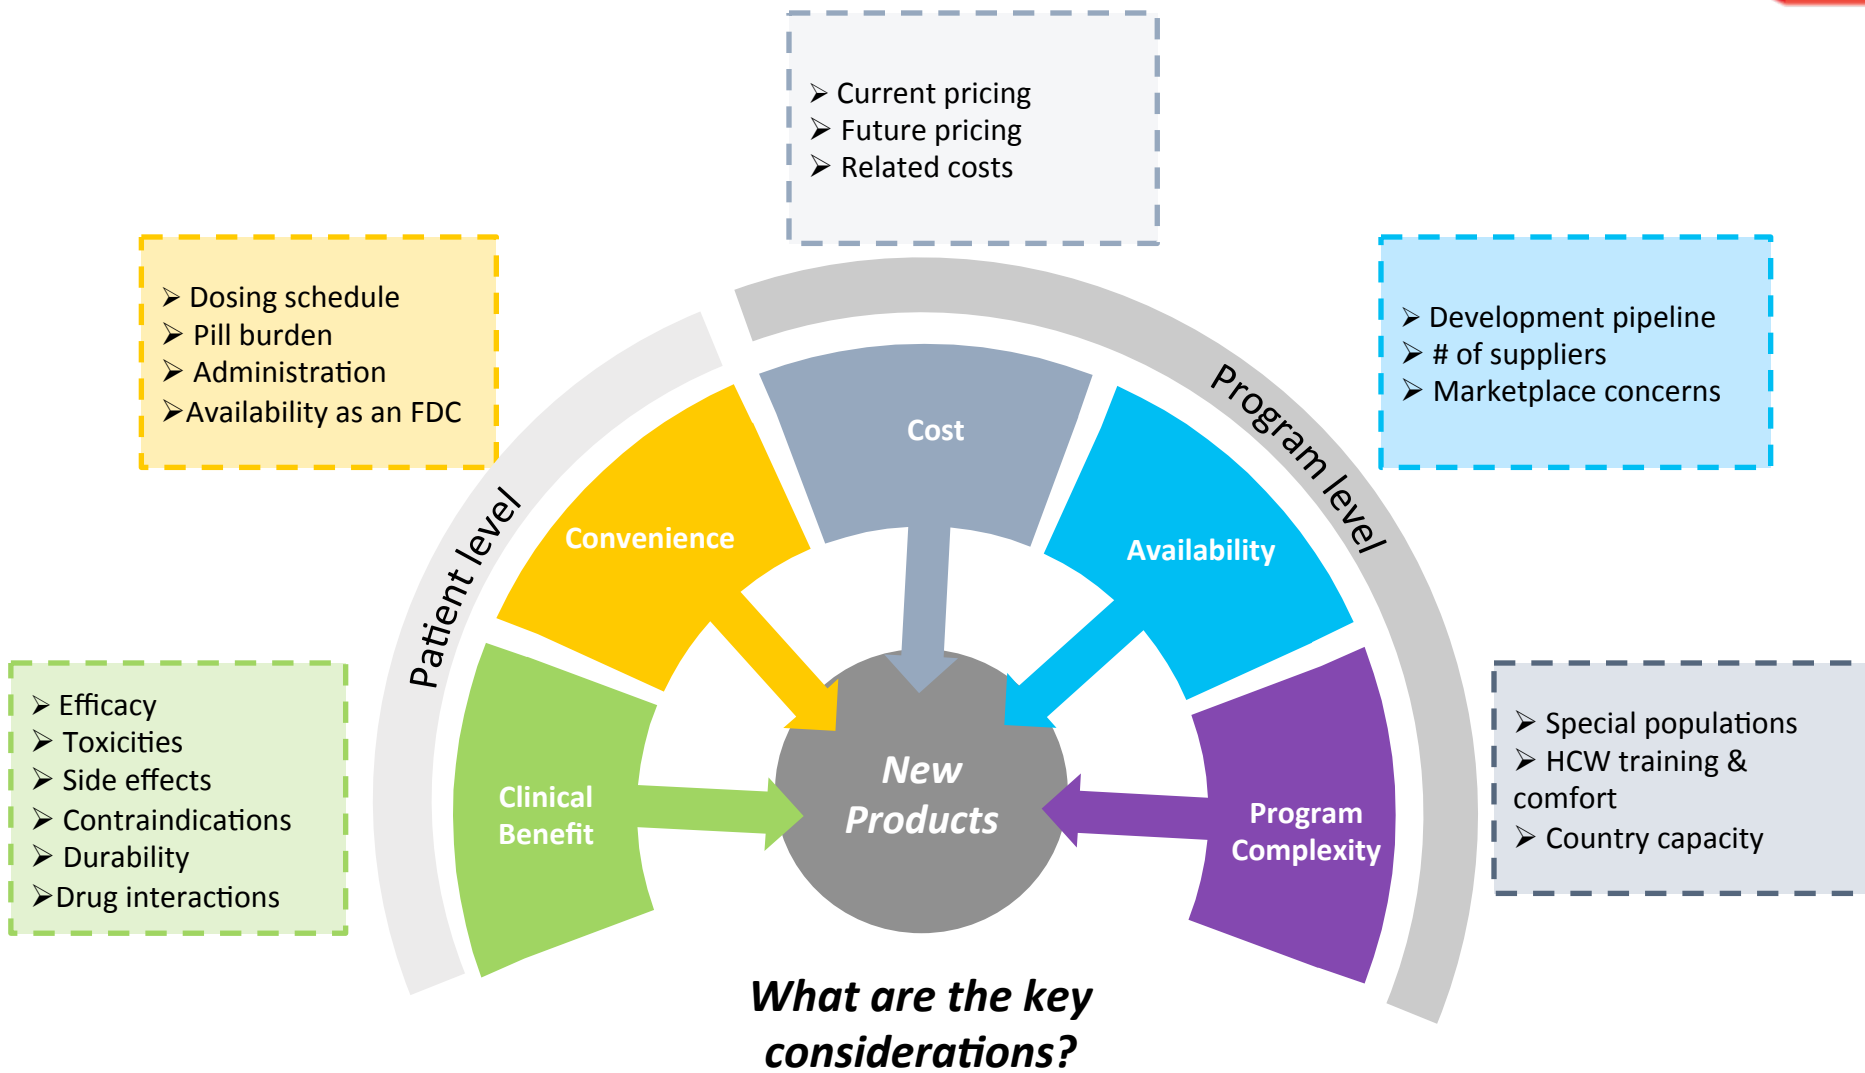 ➢ Current pricing
➢ Future pricing
➢ Related costs
➢ Dosing schedule
➢ Pill burden
➢ Administration
➢Availability as an FDC
➢ Development pipeline
➢ # of suppliers
➢ Marketplace concerns
Patient level
Program level
Cost
Convenience
Availability
➢ Efficacy
➢ Toxicities
➢ Side effects
➢ Contraindications
➢ Durability
➢Drug interactions
Clinical
Benefit
New
Products
Program
Complexity
➢ Special populations
➢ HCW training &
comfort
➢ Country capacity
What are the key
considerations?